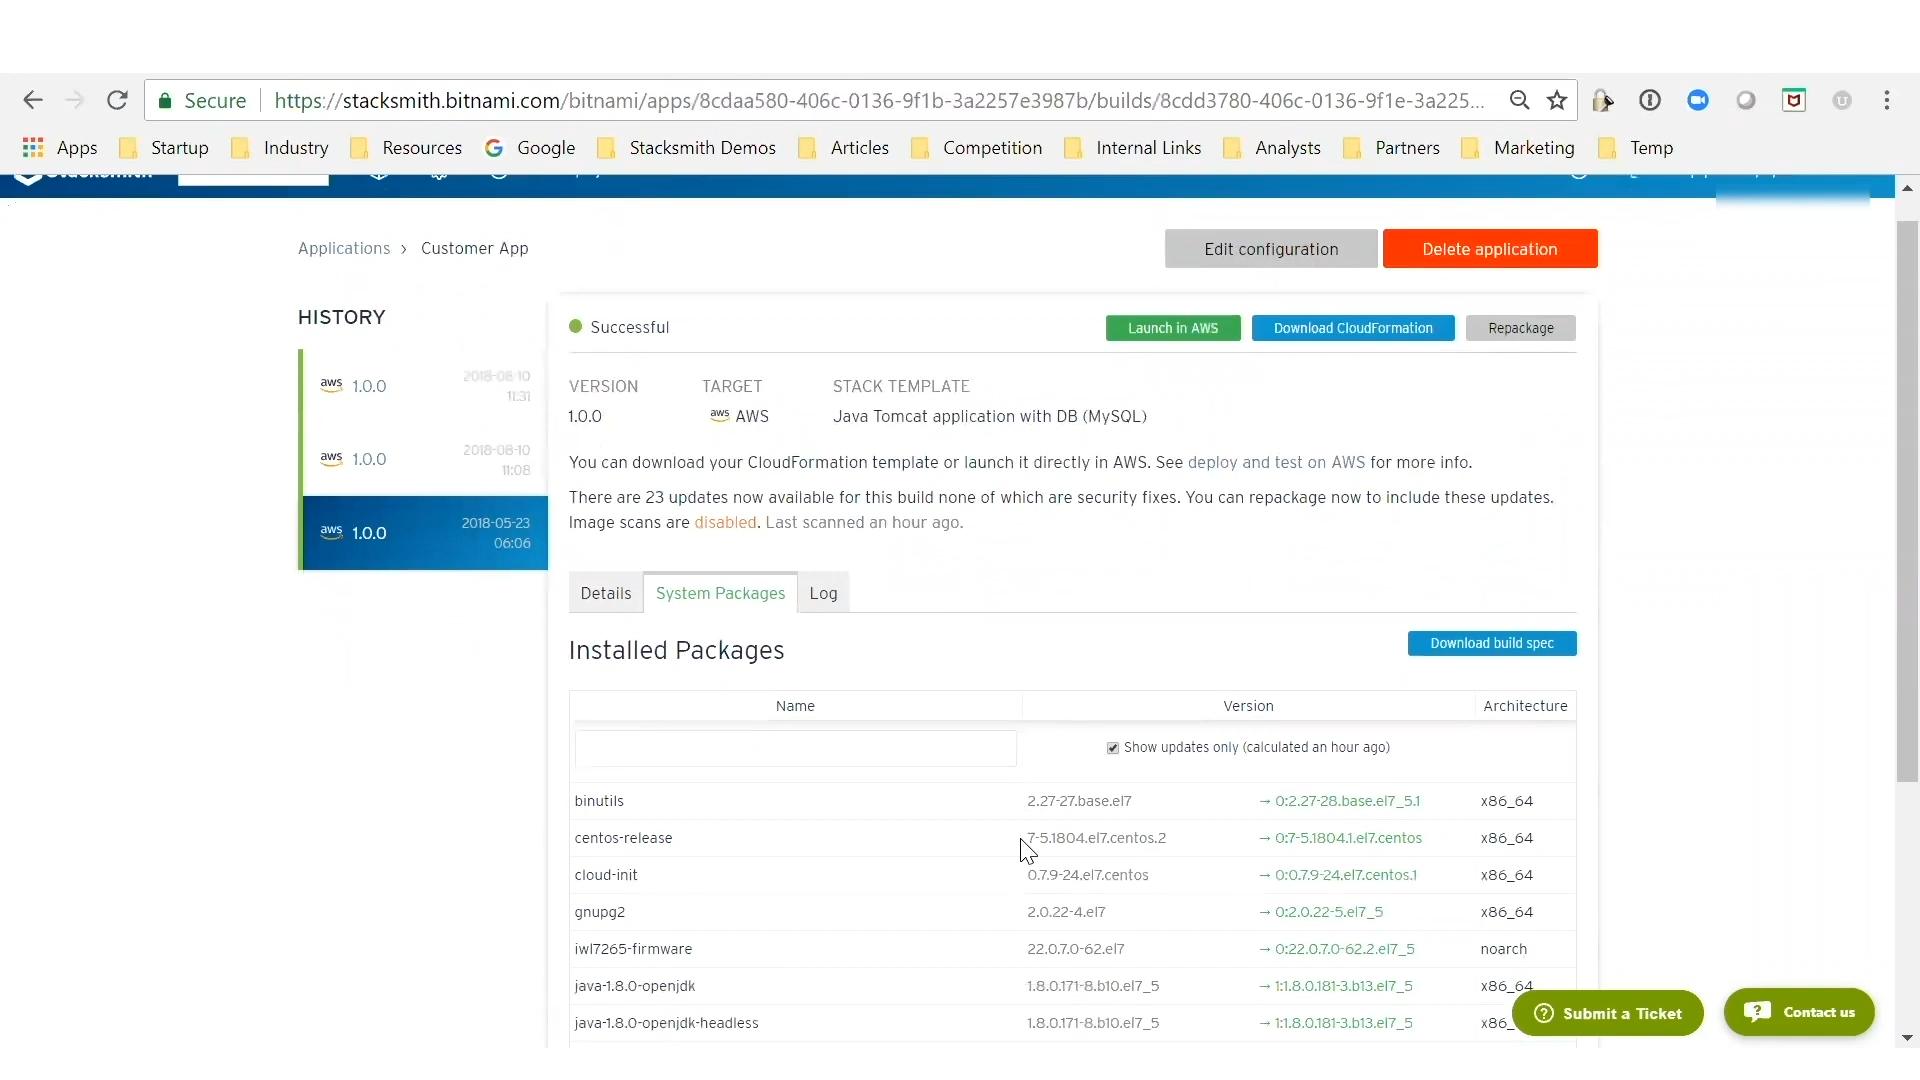 Secure https://stacksmith.bitnami.com/bitnami/apps/8cdaa580-406c-0136-9f1b-3a2257e3987b/builds/8cdd3780-406c-0136-9f1e-3a225...
Apps Startup Industry Resources Google Stacksmith Demos Articles Competition Internal Links Analysts Partners Marketing Temp
Applications > Customer App
Edit configuration Delete application
HISTORY
aws 1.0.0 2018-08-10
11:31
aws 1.0.0 2018-08-10
11:08
aws 1.0.0 2018-05-23
06:06
Successful Launch in AWS Download CloudFormation Repackage
VERSION TARGET STACK TEMPLATE
1.0.0 aws AWS Java Tomcat application with DB (MySQL)
You can download your CloudFormation template or launch it directly in AWS. See deploy and test on AWS for more info.
There are 23 updates now available for this build none of which are security fixes. You can repackage now to include these updates.
Image scans are disabled. Last scanned an hour ago.
Details System Packages Log
Installed Packages Download build spec
Name Version Architecture
Show updates only (calculated an hour ago)
binutils 2.27-27.base.el7 → 0:2.27-28.base.el7_5.1 x86_64
centos-release 7-5.1804.el7.centos.2 → 0:7-5.1804.1.el7.centos x86_64
cloud-init 0.7.9-24.el7.centos → 0:0.7.9-24.el7.centos.1 x86_64
gnupg2 2.0.22-4.el7 → 0:2.0.22-5.el7_5 x86_64
iwl7265-firmware 22.0.7.0-62.el7 → 0:22.0.7.0-62.2.el7_5 noarch
java-1.8.0-openjdk 1.8.0.171-8.b10.el7_5 → 1:1.8.0.181-3.b13.el7_5 x86_64
java-1.8.0-openjdk-headless 1.8.0.171-8.b10.el7_5 → 1:1.8.0.181-3.b13.el7_5 x86_
Submit a Ticket Contact us